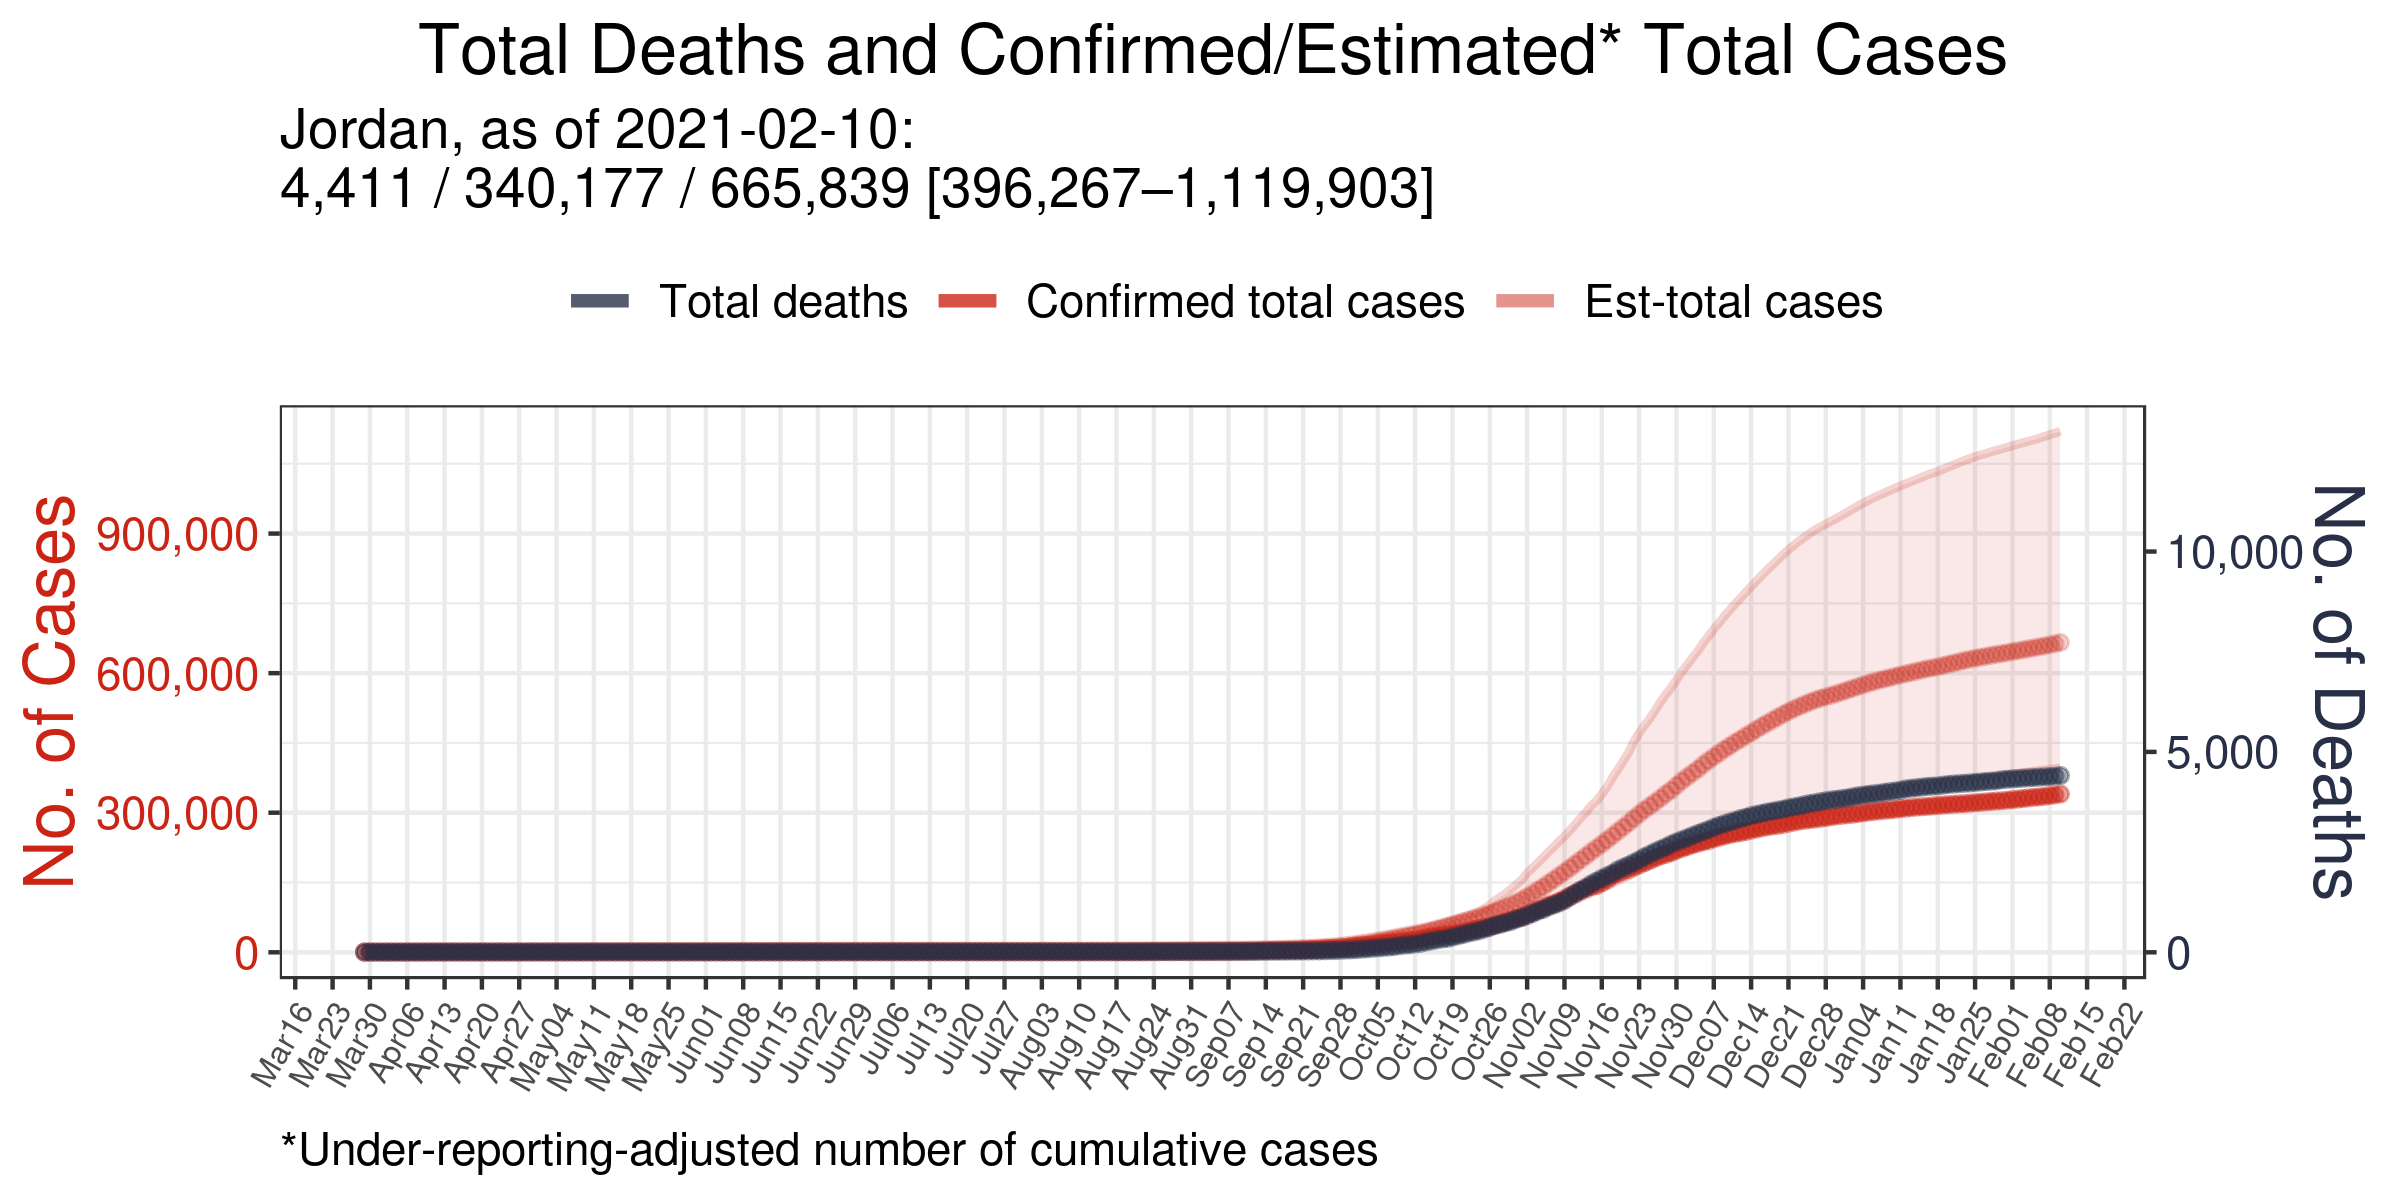 Total Deaths and Confirmed/Estimated* Total Cases
Jordan, as of 2021-02-10:
4,411 / 340,177 / 665,839 [396,267–1,119,903]
Total deaths
Confirmed total cases
Est-total cases
No. of Cases
900,000
600,000
300,000
0
10,000
5,000
0
No. of Deaths
Mar16
Mar23
Mar30
Apr06
Apr13
Apr20
Apr27
May04
May11
May18
May25
Jun01
Jun08
Jun15
Jun22
Jun29
Jul06
Jul13
Jul20
Jul27
Aug03
Aug10
Aug17
Aug24
Aug31
Sep07
Sep14
Sep21
Sep28
Oct05
Oct12
Oct19
Oct26
Nov02
Nov09
Nov16
Nov23
Nov30
Dec07
Dec14
Dec21
Dec28
Jan04
Jan11
Jan18
Jan25
Feb01
Feb08
Feb15
Feb22
*Under-reporting-adjusted number of cumulative cases